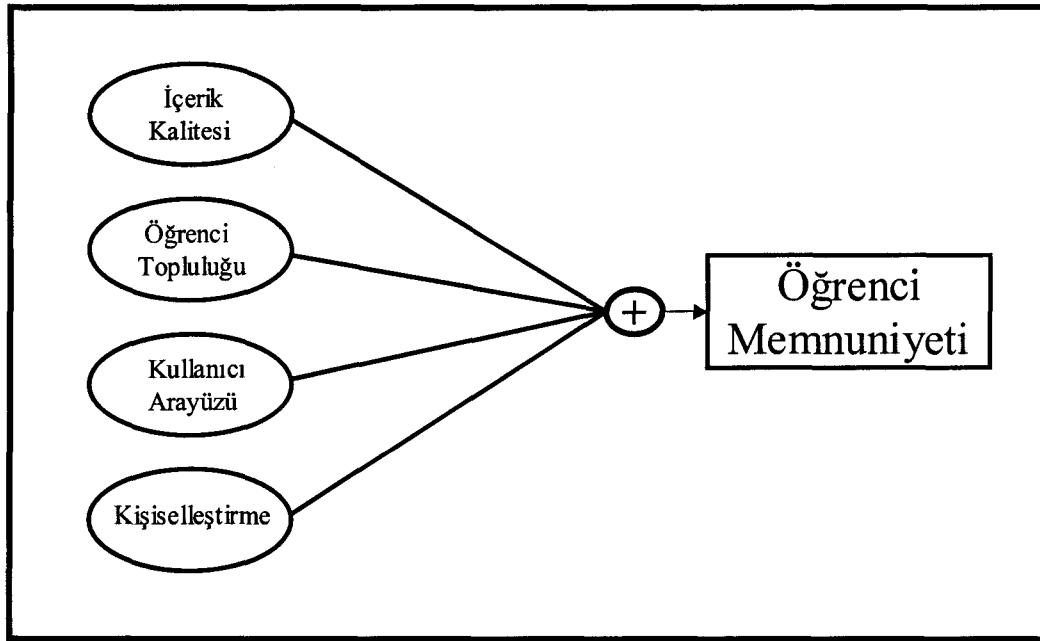 İçerik
Kalitesi
Öğrenci
Topluluğu
Kullanıcı
Arayüzü
Kişiselleştirme
+
Öğrenci
Memnuniyeti